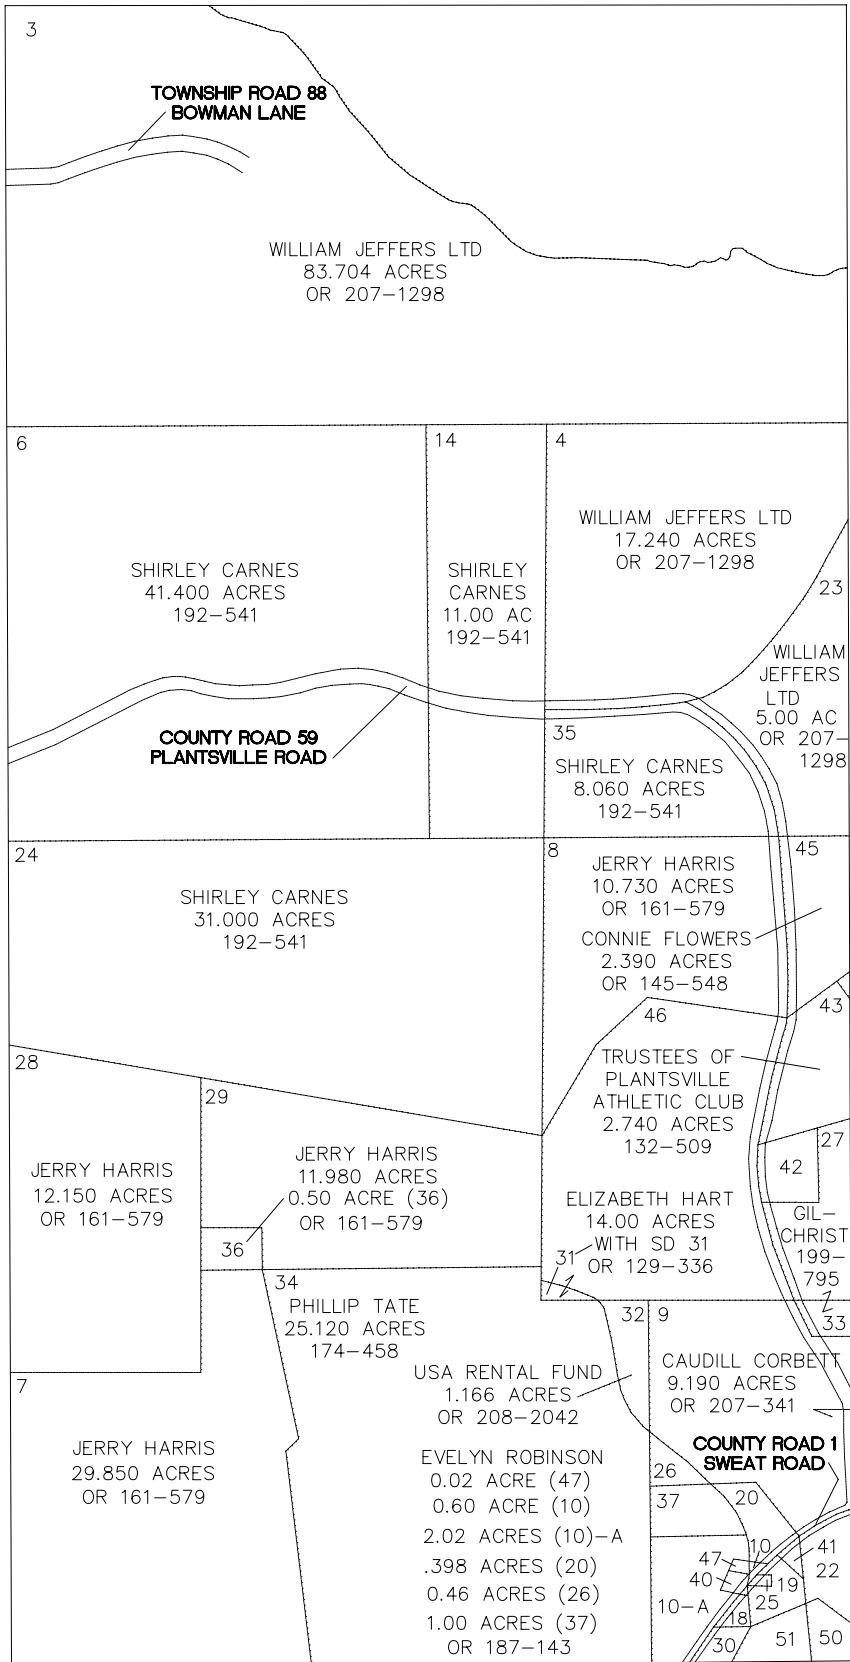 3
TOWNSHIP ROAD 88
BOWMAN LANE
WILLIAM JEFFERS LTD
83.704 ACRES
OR 207-1298
6
14
4
WILLIAM JEFFERS LTD
17.240 ACRES
OR 207-1298
SHIRLEY CARNES
41.400 ACRES
192-541
SHIRLEY
CARNES
11.00 AC
192-541
23
WILLIAM
JEFFERS
LTD
5.00 AC
OR 207-
1298
COUNTY ROAD 59
PLANTSVILLE ROAD
35
SHIRLEY CARNES
8.060 ACRES
192-541
24
SHIRLEY CARNES
31.000 ACRES
192-541
8
JERRY HARRIS
10.730 ACRES
OR 161-579
45
CONNIE FLOWERS
2.390 ACRES
OR 145-548
46
43
TRUSTEES OF
PLANTSVILLE
ATHLETIC CLUB
2.740 ACRES
132-509
28
29
JERRY HARRIS
12.150 ACRES
OR 161-579
JERRY HARRIS
11.980 ACRES
0.50 ACRE (36)
OR 161-579
36
27
42
ELIZABETH HART
14.00 ACRES
WITH SD 31
OR 129-336
31
GIL-
CHRIST
199-
795
33
34
PHILLIP TATE
25.120 ACRES
174-458
32
9
USA RENTAL FUND
1.166 ACRES
OR 208-2042
CAUDILL CORBETT
9.190 ACRES
OR 207-341
7
JERRY HARRIS
29.850 ACRES
OR 161-579
EVELYN ROBINSON
0.02 ACRE (47)
0.60 ACRE (10)
2.02 ACRES (10)-A
.398 ACRES (20)
0.46 ACRES (26)
1.00 ACRES (37)
OR 187-143
COUNTY ROAD 1
SWEAT ROAD
26
37
20
10
47
40
41
22
19
25
10-A
18
30
51
50